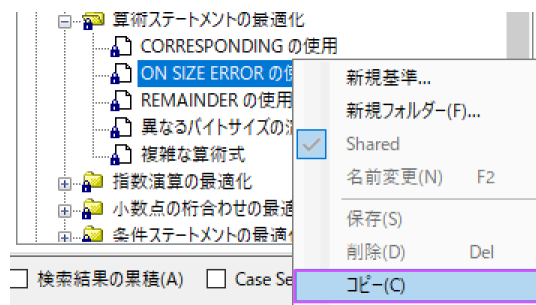 算術ステートメントの最適化
CORRESPONDING の使用
ON SIZE ERROR の
REMAINDER の使用
異なるバイトサイズの
複雑な算術式
指数演算の最適化
小数点の桁合わせの最適
条件ステートメントの最適
検索結果の累積(A)
Case Se
新規基準...
新規フォルダー(F)...
Shared
名前変更(N) F2
保存(S)
削除(D) Del
コピー(C)